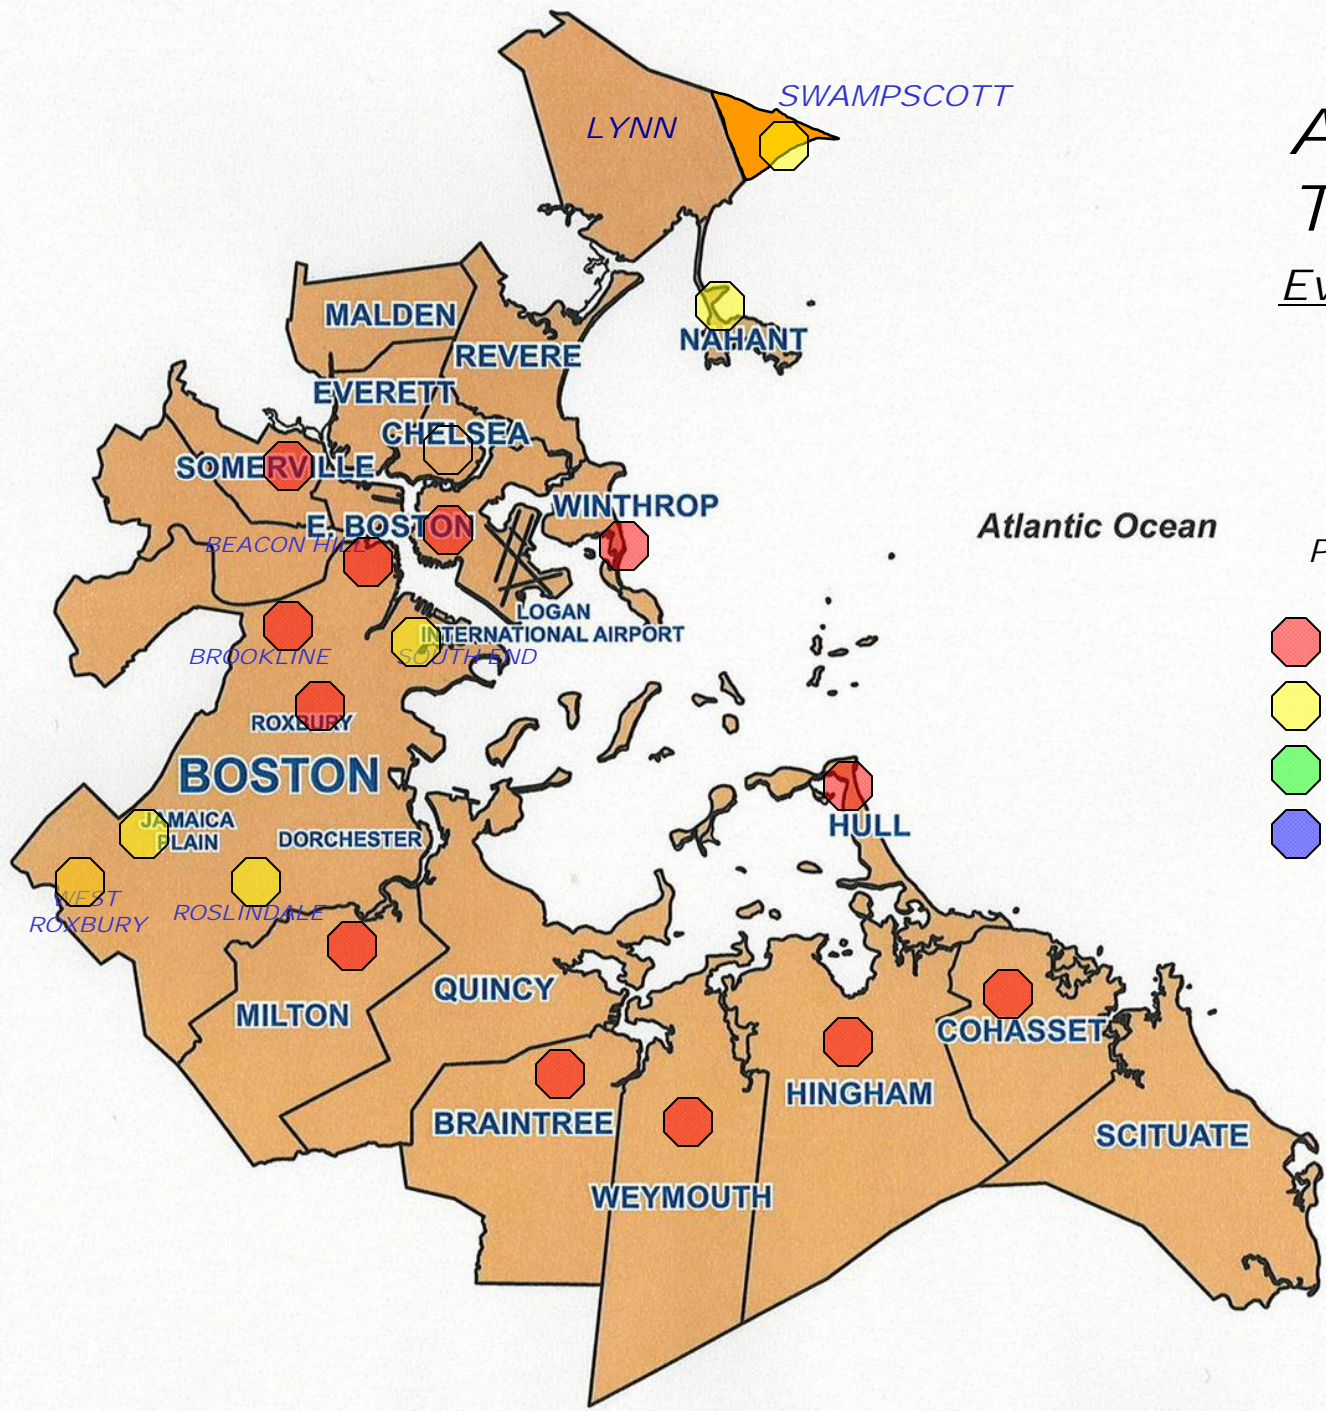 SWAMPSCOTT
LYNN
A
T
Ev
MALDEN
NAHANT
REVERE
EVERETT
CHELSEA
SOMERVILLE
WINTHROP
E. BOSTON
Atlantic Ocean
BEACON HILL
P
LOGAN
INTERNATIONAL AIRPORT
BROOKLINE
SOUTH END
ROXBURY
BOSTON
JAMAICA
PLAIN
DORCHESTER
HULL
WEST
ROXBURY
ROSLINDALE
QUINCY
MILTON
COHASSET
HINGHAM
BRAINTREE
SCITUATE
WEYMOUTH